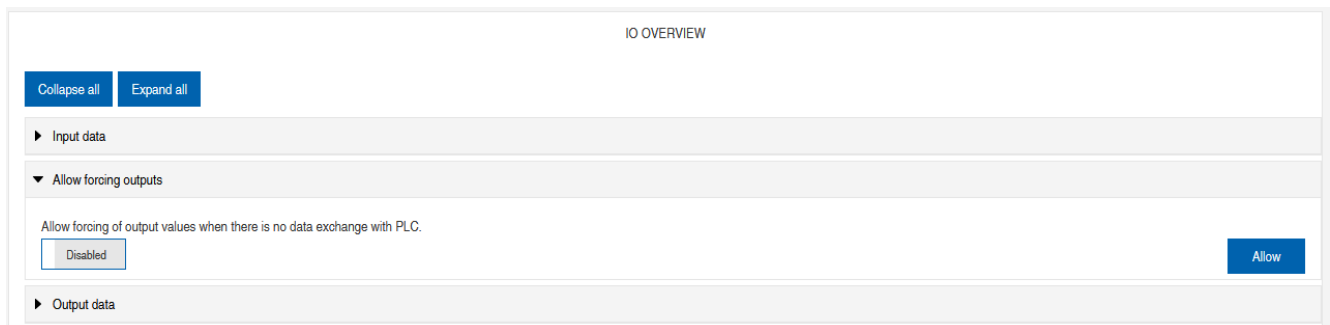 IO OVERVIEW
Collapse all Expand all
Input data
Allow forcing outputs
Allow forcing of output values when there is no data exchange with PLC.
Disabled Allow
Output data